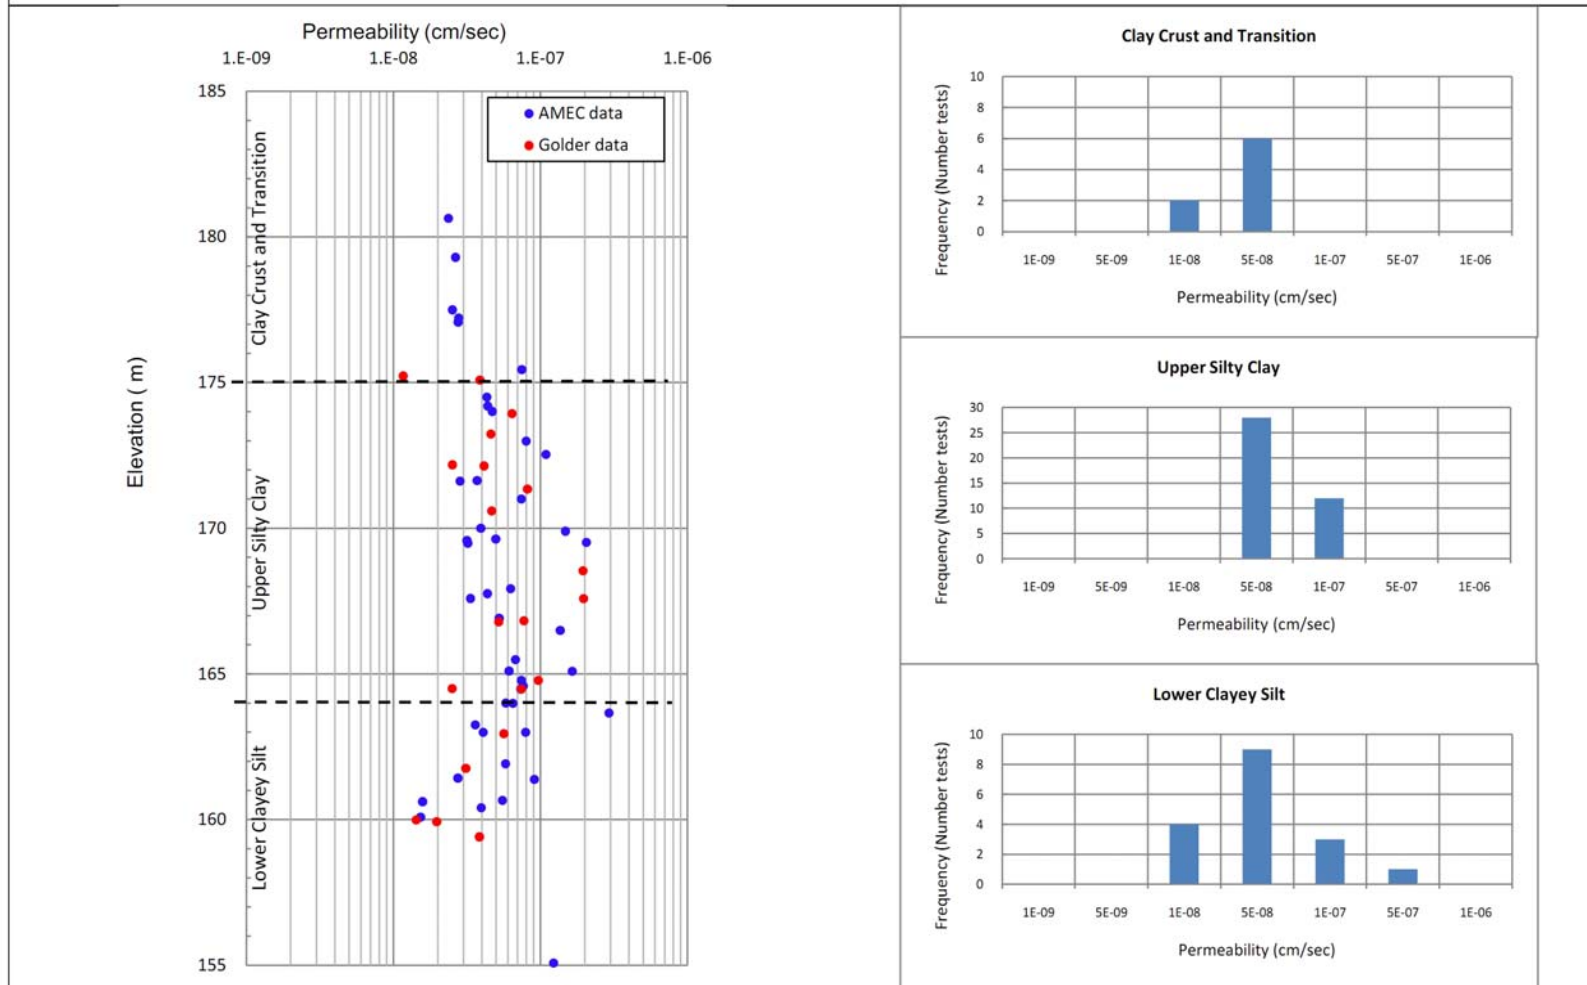 Permeability (cm/sec)
1.E-09 1.E-08 1.E-07 1.E-06
185
180
175
170
165
160
155
Elevation ( m)
Clay Crust and Transition
Upper Silty Clay
Lower Clayey Silt
AMEC data
Golder data
Clay Crust and Transition
Frequency (Number tests)
10
8
6
4
2
0
1E-09 5E-09 1E-08 5E-08 1E-07 5E-07 1E-06
Permeability (cm/sec)
Upper Silty Clay
Frequency (Number tests)
30
25
20
15
10
5
0
1E-09 5E-09 1E-08 5E-08 1E-07 5E-07 1E-06
Permeability (cm/sec)
Lower Clayey Silt
Frequency (Number tests)
10
8
6
4
2
0
1E-09 5E-09 1E-08 5E-08 1E-07 5E-07 1E-06
Permeability (cm/sec)